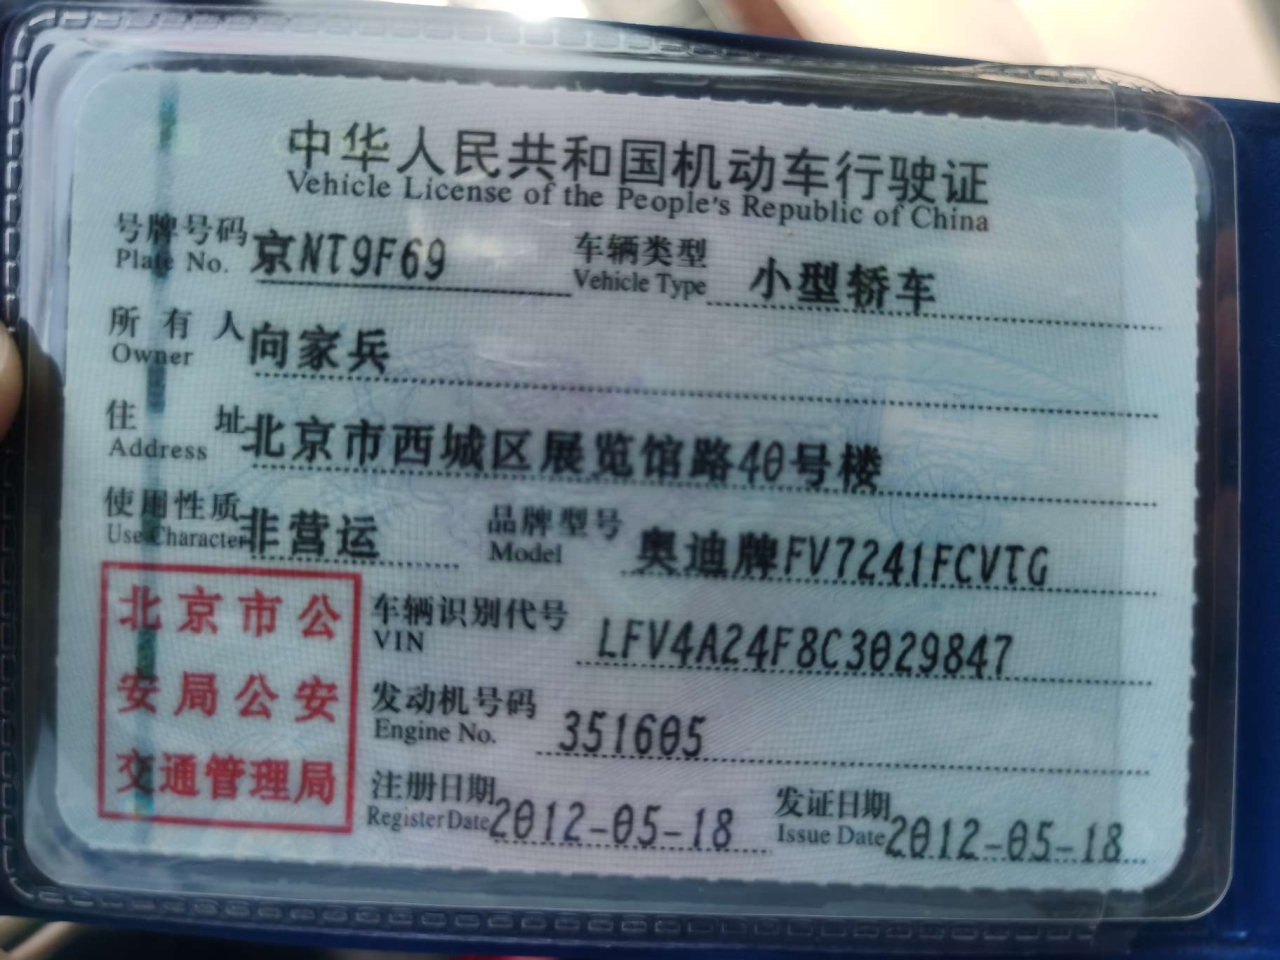 中华人民共和国机动车行驶证
Vehicle License of the People's Republic of China
号牌号码 京NT9F69 车辆类型 小型轿车
Plate No. Vehicle Type
所有人 向家兵
Owner
住址 北京市西城区展览馆路40号楼
Address
使用性质 非营运 品牌型号 奥迪牌FV7241FCVTG
Use Character Model
北京市公
安局公安
交通管理局
车辆识别代号 LFV4A24F8C3029847
VIN
发动机号码 351605
Engine No.
注册日期 2012-05-18 发证日期 2012-05-18
Register Date Issue Date